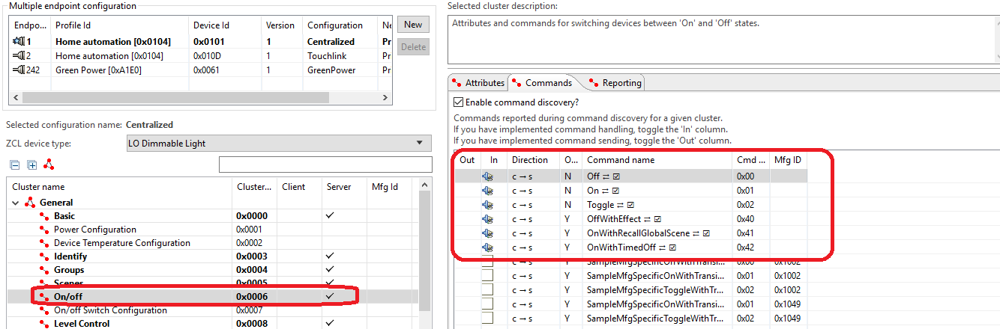 Multiple endpoint configuration
Endpo... Profile Id Device Id Version Configuration Ne
1 Home automation [0x0104] 0x0101 1 Centralized Pr
2 Home automation [0x0104] 0x010D 1 Touchlink Pr
242 Green Power [0xA1E0] 0x0061 1 GreenPower Pr
New
Delete
Selected configuration name: Centralized
ZCL device type: LO Dimmable Light
Cluster name Cluster... Client Server Mfg Id
General
Basic 0x0000
Power Configuration 0x0001
Device Temperature Configuration 0x0002
Identify 0x0003
Groups 0x0004
Scenes 0x0005
On/off 0x0006
On/off Switch Configuration 0x0007
Level Control 0x0008
Selected cluster description:
Attributes and commands for switching devices between 'On' and 'Off' states.
Attributes Commands Reporting
Enable command discovery?
Commands reported during command discovery for a given cluster.
If you have implemented command handling, toggle the 'In' column.
If you have implemented command sending, toggle the 'Out' column.
Out In Direction O... Command name Cmd ... Mfg ID
c → s N Off ⇄ ☑ 0x00
c → s N On ⇄ ☑ 0x01
c → s N Toggle ⇄ ☑ 0x02
c → s Y OffWithEffect ⇄ ☑ 0x40
c → s Y OnWithRecallGlobalScene ⇄ ☑ 0x41
c → s Y OnWithTimedOff ⇄ ☑ 0x42
c → s Y SampleMfgSpecificOffWithTransi... 0x00 0x1002
c → s Y SampleMfgSpecificOnWithTransi... 0x01 0x1002
c → s Y SampleMfgSpecificToggleWithTr... 0x02 0x1002
c → s Y SampleMfgSpecificOnWithTransi... 0x01 0x1049
c → s Y SampleMfgSpecificToggleWithTr... 0x02 0x1049